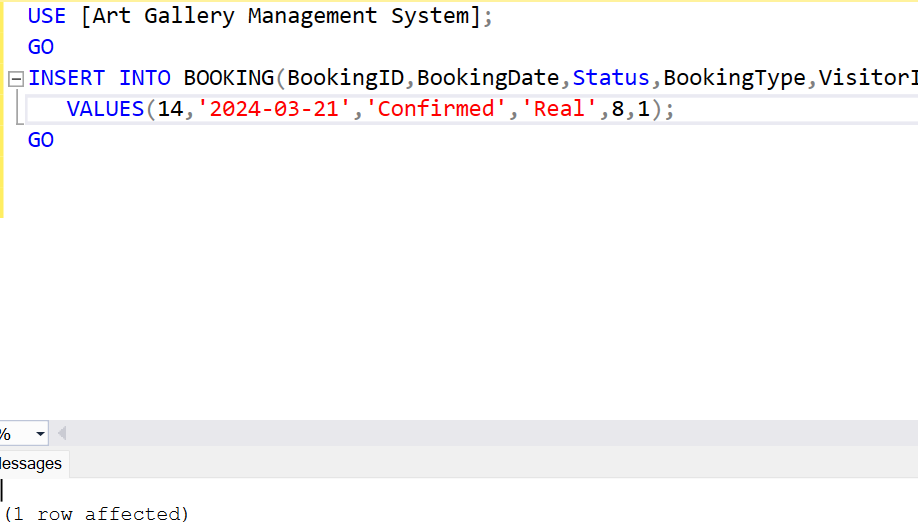 USE [Art Gallery Management System];
GO
INSERT INTO BOOKING(BookingID,BookingDate,Status,BookingType,VisitorI
VALUES(14,'2024-03-21','Confirmed','Real',8,1);
GO
%
essages
(1 row affected)